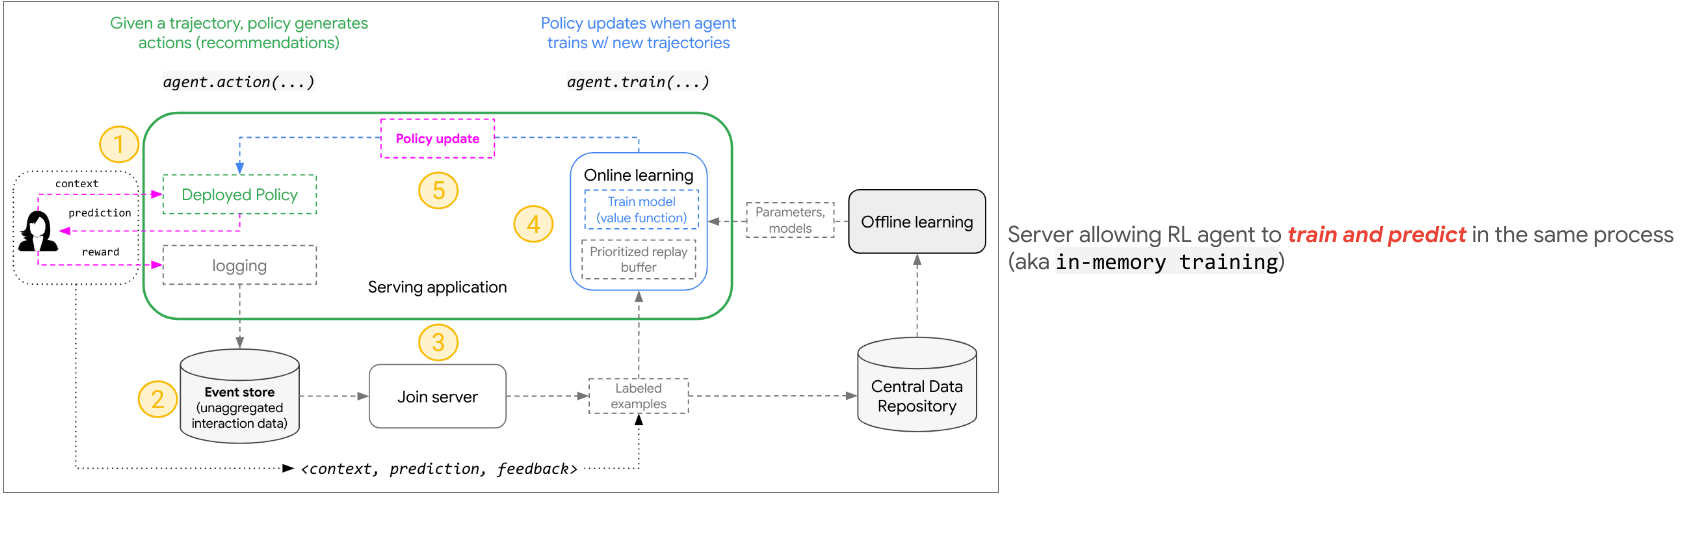 Given a trajectory, policy generates
actions (recommendations)
Policy updates when agent
trains w/ new trajectories
agent.action(...)
agent.train(...)
1
Policy update
context
Deployed Policy
prediction
reward
logging
5
4
Online learning
Train model
(value function)
Prioritized replay
buffer
Parameters,
models
Offline learning
Serving application
2
Event store
(unaggregated
interaction data)
3
Join server
Labeled
examples
Central Data
Repository
<context, prediction, feedback>
Server allowing RL agent to train and predict in the same process
(aka in-memory training)